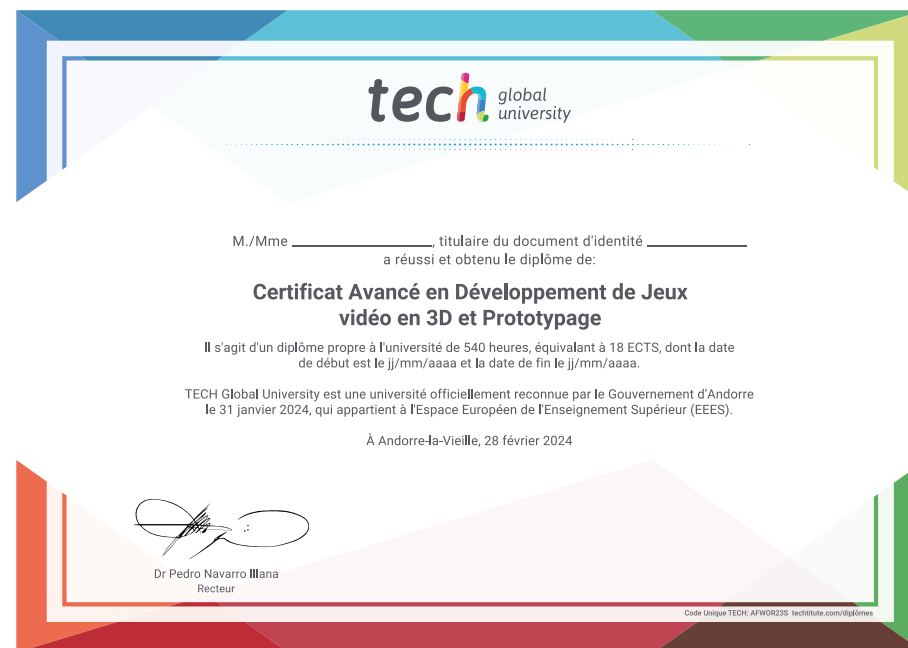 tech global university
M./Mme ____________, titulaire du document d'identité ____________
a réussi et obtenu le diplôme de:
Certificat Avancé en Développement de Jeux
vidéo en 3D et Prototypage
Il s'agit d'un diplôme propre à l'université de 540 heures, équivalant à 18 ECTS, dont la date
de début est le jj/mm/aaaa et la date de fin le jj/mm/aaaa.
TECH Global University est une université officiellement reconnue par le Gouvernement d'Andorre
le 31 janvier 2024, qui appartient à l'Espace Européen de l'Enseignement Supérieur (EEES).
À Andorre-la-Vieille, 28 février 2024
Dr Pedro Navarro Illana
Recteur
Code Unique TECH: AFWOR23S techtitute.com/diplômes